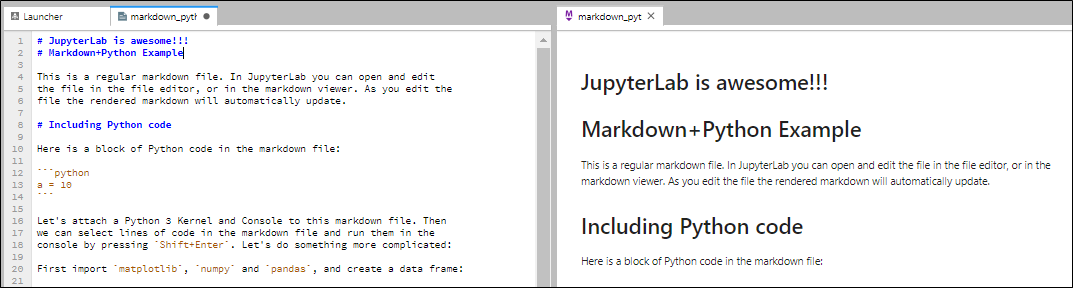 Launcher
markdown_pyth
markdown_pyt
1 # JupyterLab is awesome!!!
2 # Markdown+Python Example
3
4 This is a regular markdown file. In JupyterLab you can open and edit
5 the file in the file editor, or in the markdown viewer. As you edit the
6 file the rendered markdown will automatically update.
7
8 # Including Python code
9
10 Here is a block of Python code in the markdown file:
11
12 ```python
13 a = 10
14 ```
15
16 Let's attach a Python 3 Kernel and Console to this markdown file. Then
17 we can select lines of code in the markdown file and run them in the
18 console by pressing `Shift+Enter`. Let's do something more complicated:
19
20 First import `matplotlib`, `numpy` and `pandas`, and create a data frame:
21
JupyterLab is awesome!!!
Markdown+Python Example
This is a regular markdown file. In JupyterLab you can open and edit the file in the file editor, or in the
markdown viewer. As you edit the file the rendered markdown will automatically update.
Including Python code
Here is a block of Python code in the markdown file: